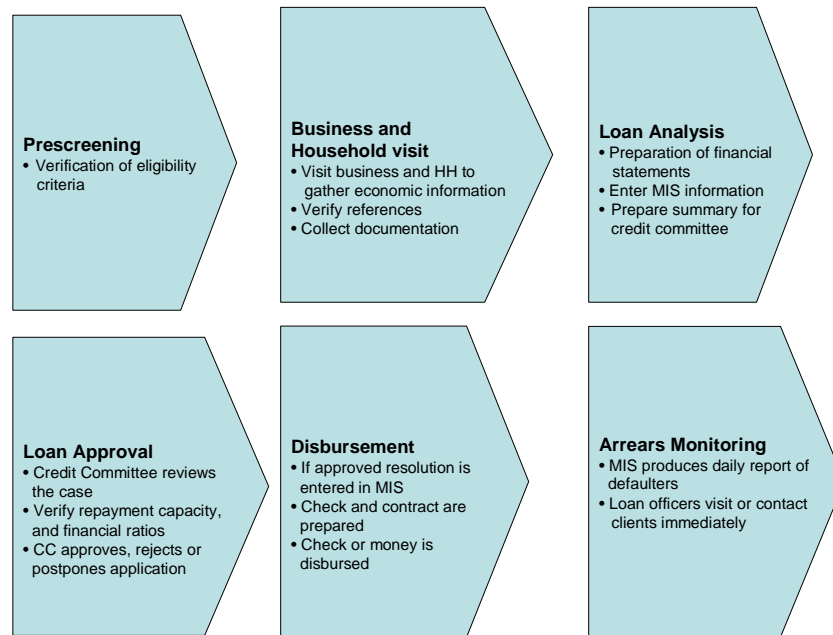 Prescreening
• Verification of eligibility
criteria
Business and
Household visit
• Visit business and HH to
gather economic information
• Verify references
• Collect documentation
Loan Analysis
• Preparation of financial
statements
• Enter MIS information
• Prepare summary for
credit committee
Loan Approval
• Credit Committee reviews
the case
• Verify repayment capacity,
and financial ratios
• CC approves, rejects or
postpones application
Disbursement
• If approved resolution is
entered in MIS
• Check and contract are
prepared
• Check or money is
disbursed
Arrears Monitoring
• MIS produces daily report of
defaulters
• Loan officers visit or contact
clients immediately